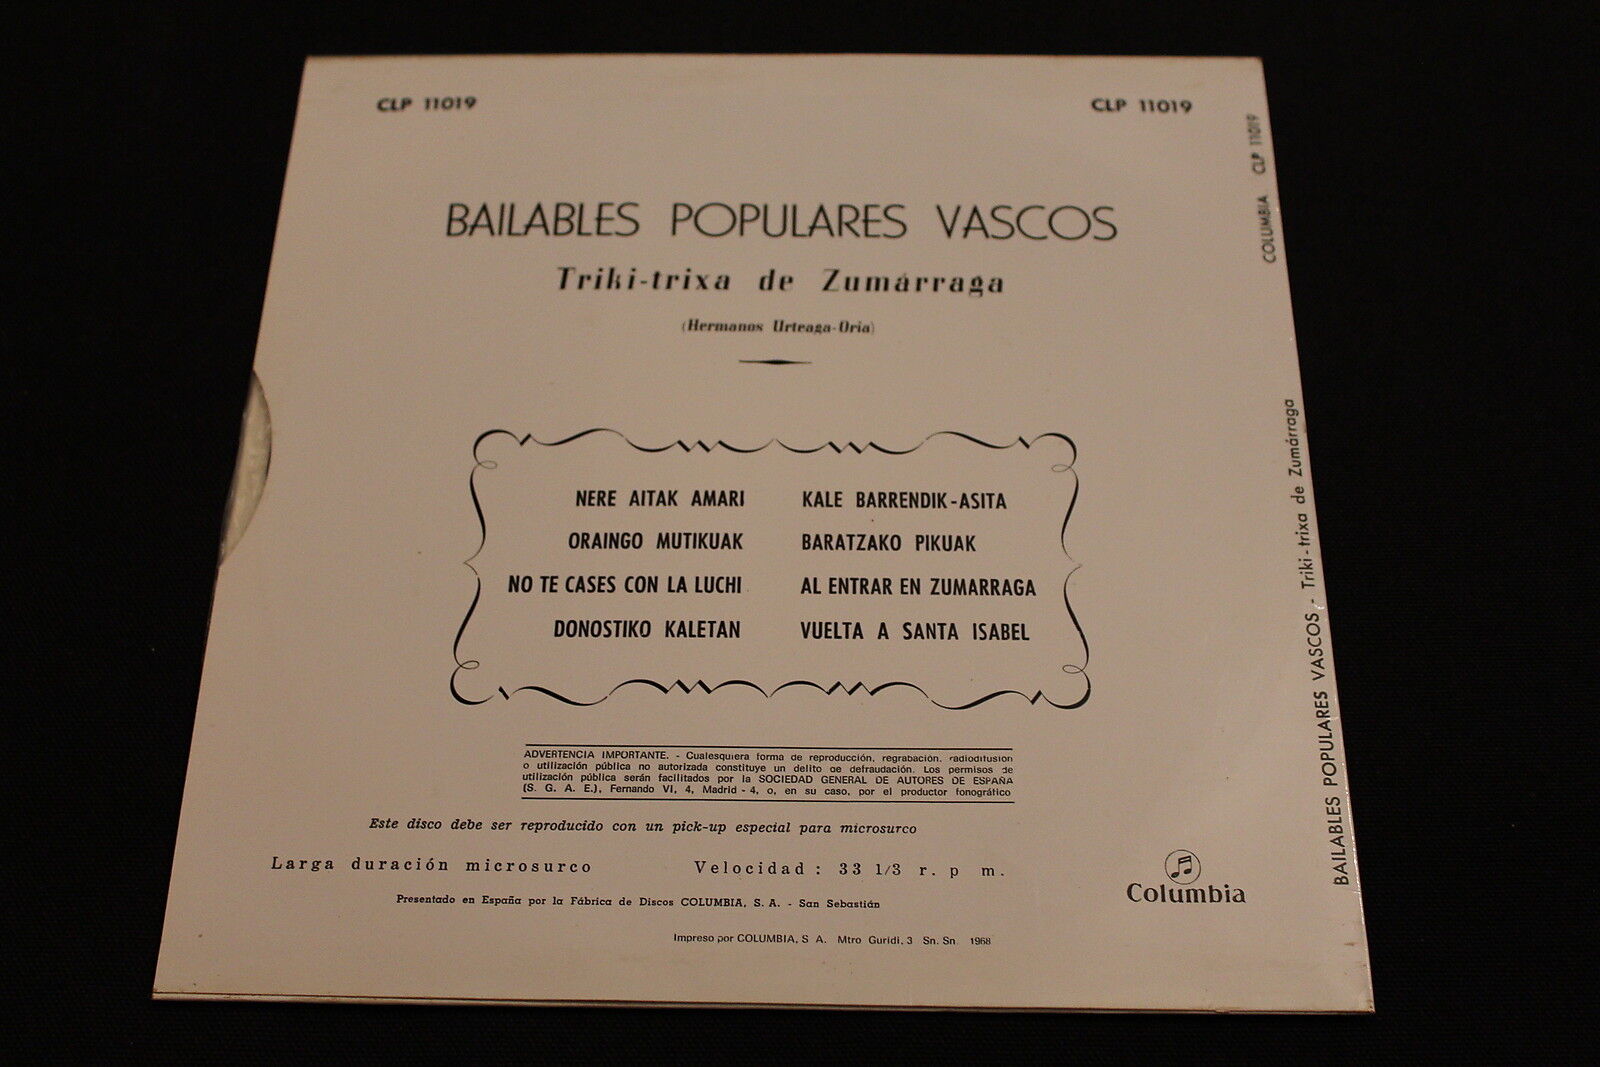 CLP 11019
CLP 11019
BAILABLES POPULARES VASCOS
Triki-trixa de Zumárraga
(Hermanos Urteaga-Oria)
NERE AITAK AMARI
ORAINGO MUTIKUAK
NO TE CASES CON LA LUCHI
DONOSTIKO KALETAN
KALE BARRENDIK-ASITA
BARATZAKO PIKUAK
AL ENTRAR EN ZUMARRAGA
VUELTA A SANTA ISABEL
ADVERTENCIA IMPORTANTE. - Cualesquiera forma de reproducción, regrabación, radiodifusión
o utilización pública no autorizada constituye un delito de defraudación. Los permisos de
utilización pública serán facilitados por la SOCIEDAD GENERAL DE AUTORES DE ESPAÑA
(S. G. A. E.), Fernando VI, 4, Madrid - 4, o, en su caso, por el productor fonográfico
Este disco debe ser reproducido con un pick-up especial para microsurco
Larga duración microsurco Velocidad : 33 1/3 r. p m.
Presentado en España por la Fábrica de Discos COLUMBIA, S. A. - San Sebastián
Impreso por COLUMBIA, S A. Mtro Guridi, 3 Sn. Sn 1968
Columbia
BAILABLES POPULARES VASCOS - Triki-trixa de Zumárraga COLUMBIA CLP 11019